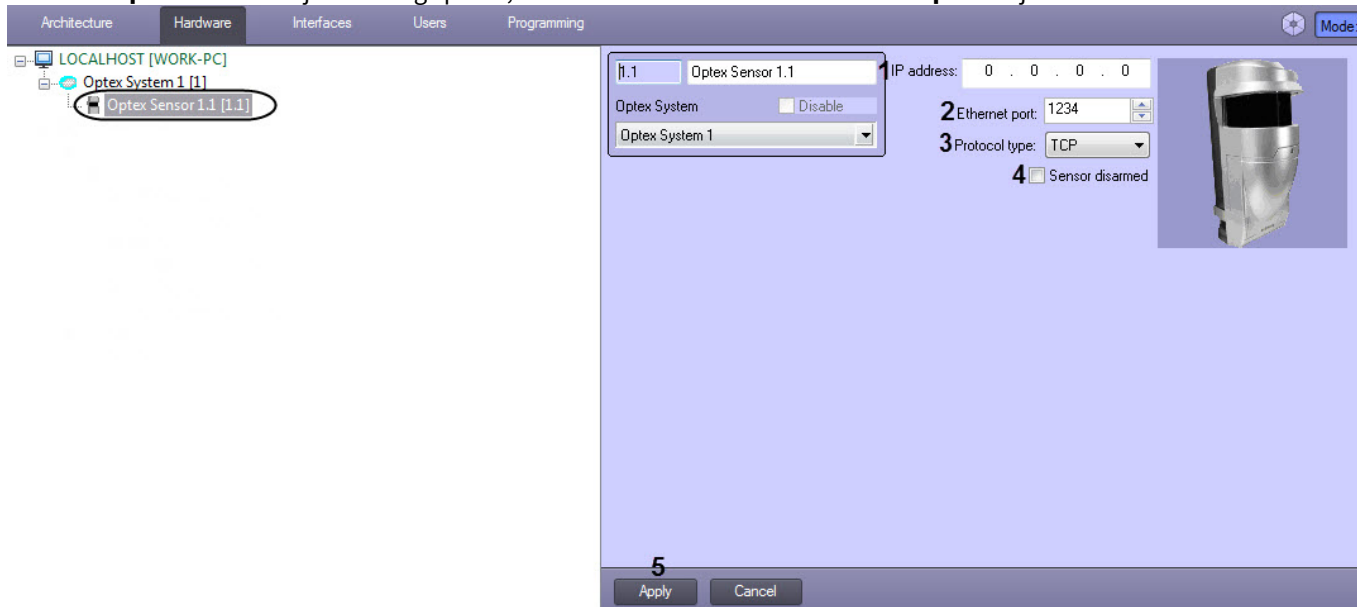 Architecture Hardware Interfaces Users Programming Mode:
LOCALHOST [WORK-PC]
Optex System 1 [1]
Optex Sensor 1.1 [1.1]
1.1 Optex Sensor 1.1
Optex System Disable
Optex System 1
1 IP address: 0 . 0 . 0 . 0
2 Ethernet port: 1234
3 Protocol type: TCP
4 Sensor disarmed
5
Apply Cancel